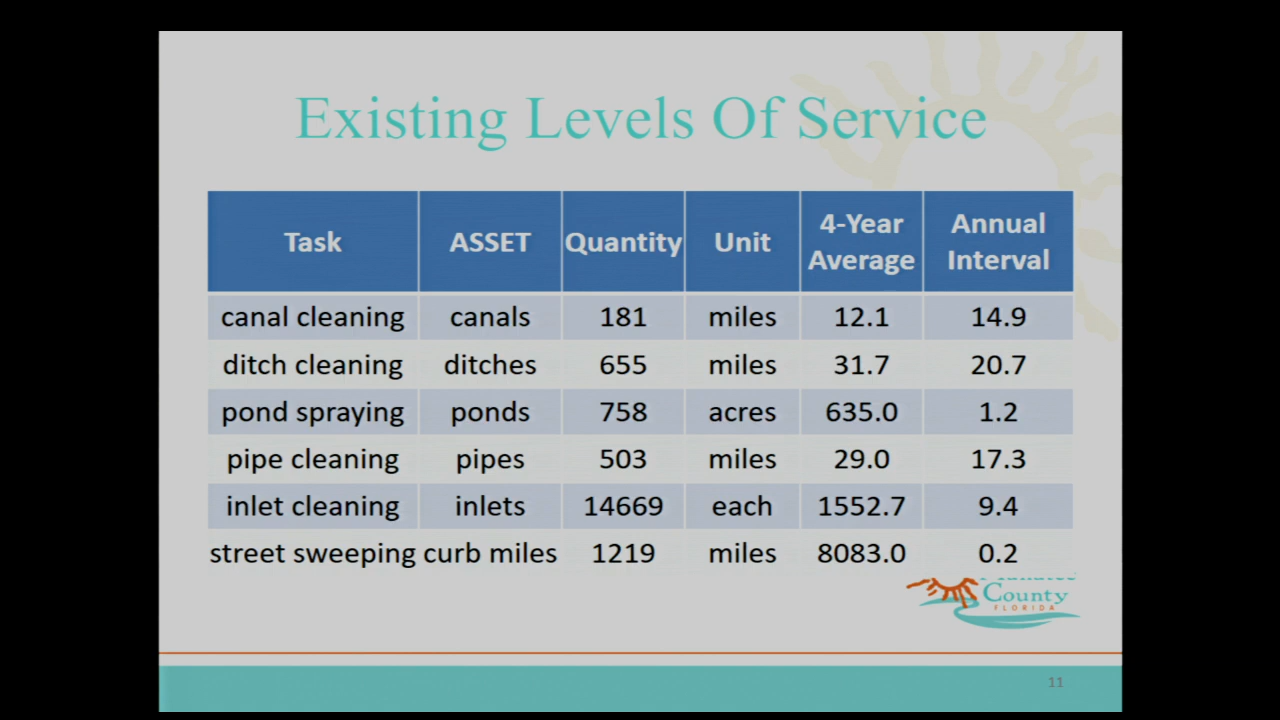 Existing Levels Of Service
Task ASSET Quantity Unit 4-Year Average Annual Interval
canal cleaning canals 181 miles 12.1 14.9
ditch cleaning ditches 655 miles 31.7 20.7
pond spraying ponds 758 acres 635.0 1.2
pipe cleaning pipes 503 miles 29.0 17.3
inlet cleaning inlets 14669 each 1552.7 9.4
street sweeping curb miles 1219 miles 8083.0 0.2
County
FLORIDA
11